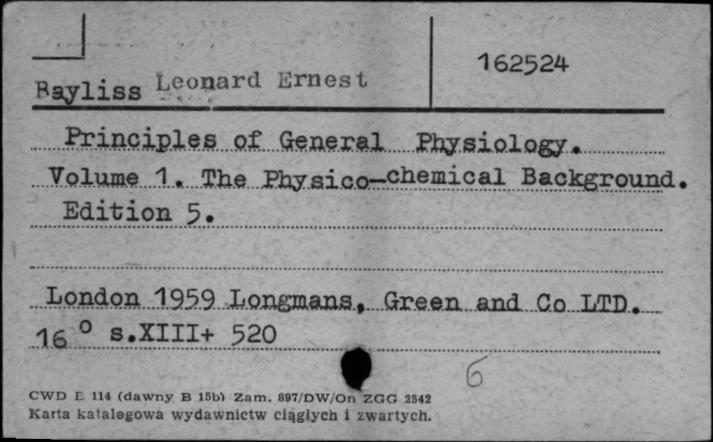 162524
Bayliss Leonard Ernest
Principles of General Physiology.
Volume 1. The Physico-chemical Background.
Edition 5.
London 1959 Longmans, Green and Co LTD.
16° s.XIII+ 520
6
CWD E 114 (dawny B 15b) Zam. 897/DW/On ZGG 2542
Karta katalogowa wydawnictw ciągłych i zwartych.